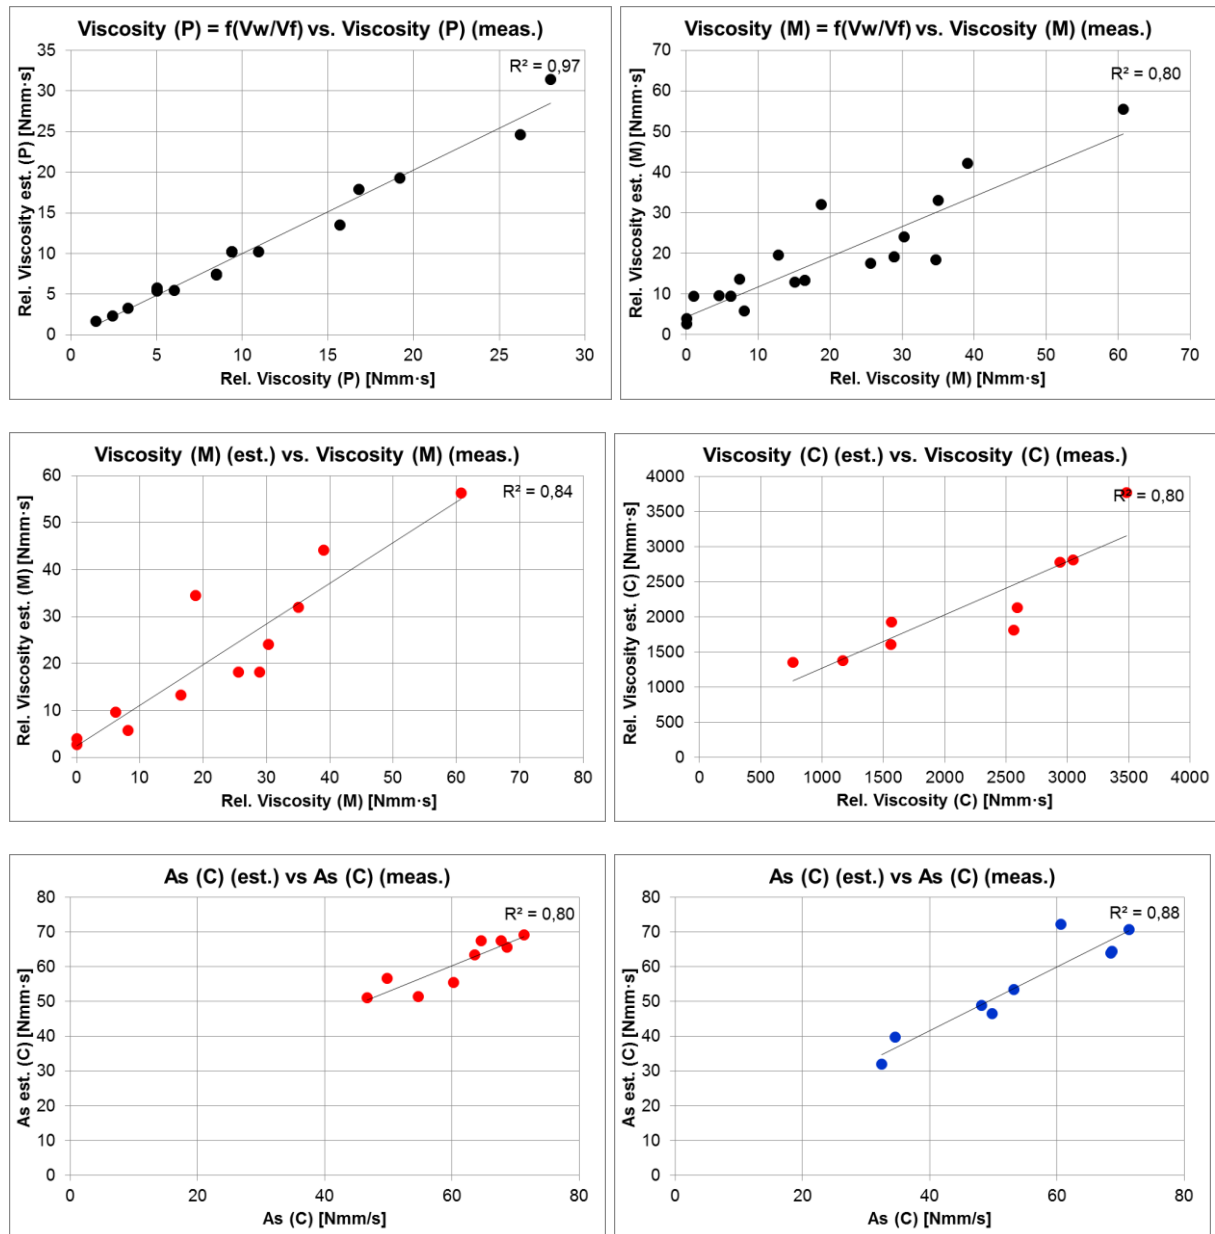 Viscosity (P) = f(Vw/Vf) vs. Viscosity (P) (meas.)
R² = 0,97
Rel. Viscosity est. (P) [Nmm·s]
35
30
25
20
15
10
5
0
0 5 10 15 20 25 30
Rel. Viscosity (P) [Nmm·s]
Viscosity (M) = f(Vw/Vf) vs. Viscosity (M) (meas.)
R² = 0,80
Rel. Viscosity est. (M) [Nmm·s]
70
60
50
40
30
20
10
0
0 10 20 30 40 50 60 70
Rel. Viscosity (M) [Nmm·s]
Viscosity (M) (est.) vs. Viscosity (M) (meas.)
R² = 0,84
Rel. Viscosity est. (M) [Nmm·s]
60
50
40
30
20
10
0
0 10 20 30 40 50 60 70 80
Rel. Viscosity (M) [Nmm·s]
Viscosity (C) (est.) vs. Viscosity (C) (meas.)
R² = 0,80
Rel. Viscosity est. (C) [Nmm·s]
4000
3500
3000
2500
2000
1500
1000
500
0
0 500 1000 1500 2000 2500 3000 3500 4000
Rel. Viscosity (C) [Nmm·s]
As (C) (est.) vs As (C) (meas.)
R² = 0,80
As est. (C) [Nmm/s]
80
70
60
50
40
30
20
10
0
0 20 40 60 80
As (C) [Nmm/s]
As (C) (est.) vs As (C) (meas.)
R² = 0,88
As est. (C) [Nmm/s]
80
70
60
50
40
30
20
10
0
0 20 40 60 80
As (C) [Nmm/s]